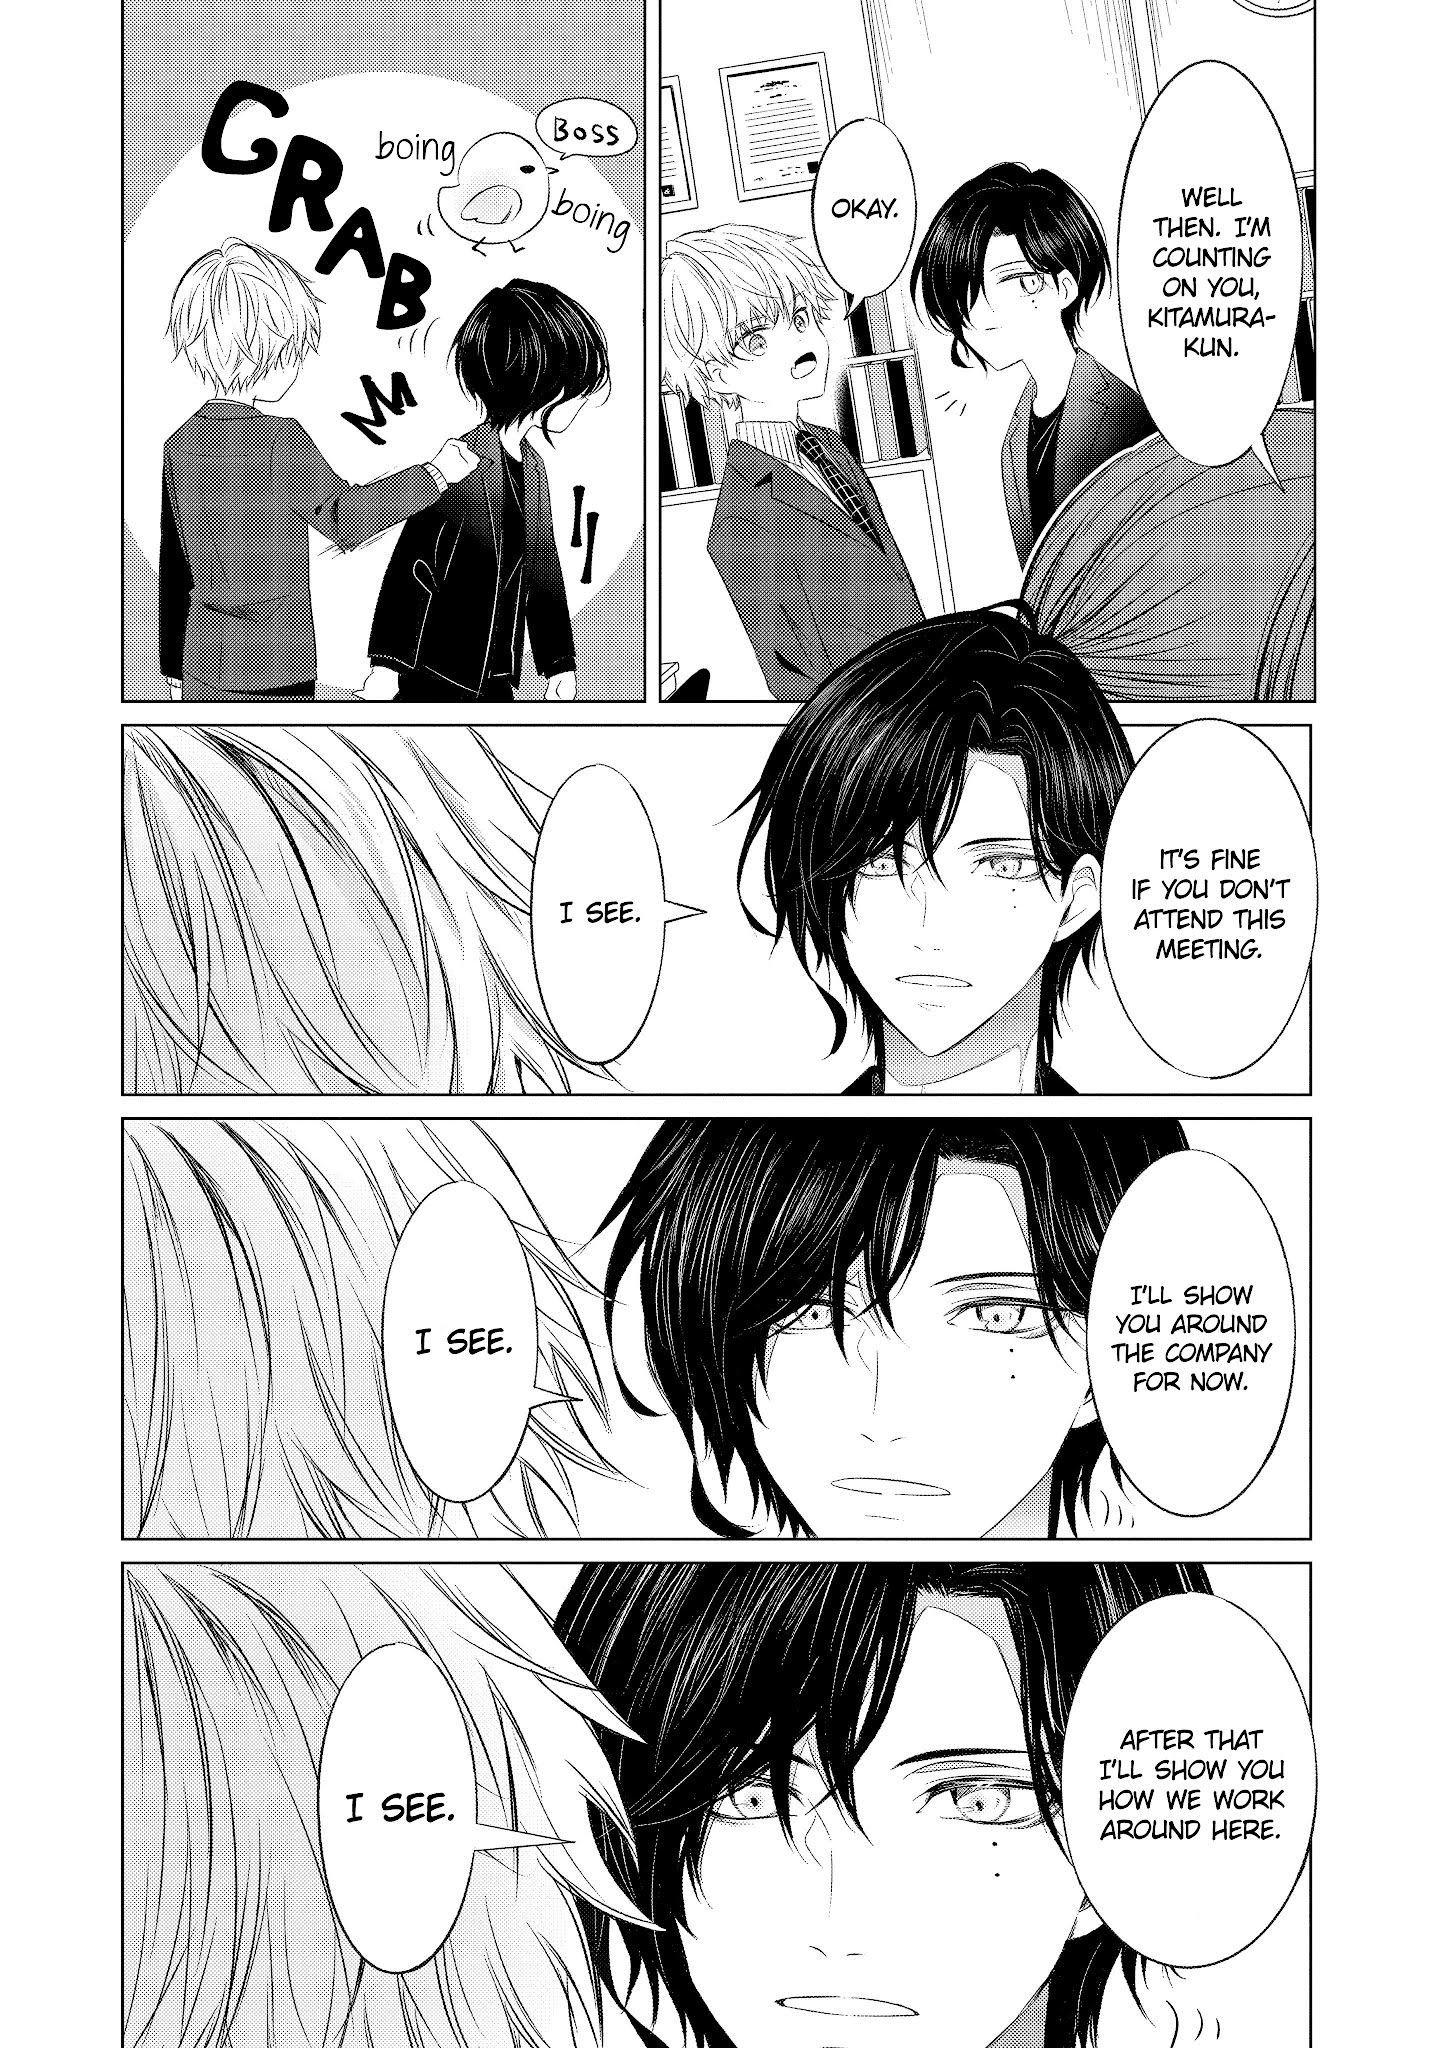 WELL
THEN. I'M
COUNTING
ON YOU,
KITAMURA-
KUN.
OKAY.
BOSS
boing
boing
GRAB
IT'S FINE
IF YOU DON'T
ATTEND THIS
MEETING.
I SEE.
I'LL SHOW
YOU AROUND
THE COMPANY
FOR NOW.
I SEE.
AFTER THAT
I'LL SHOW YOU
HOW WE WORK
AROUND HERE.
I SEE.